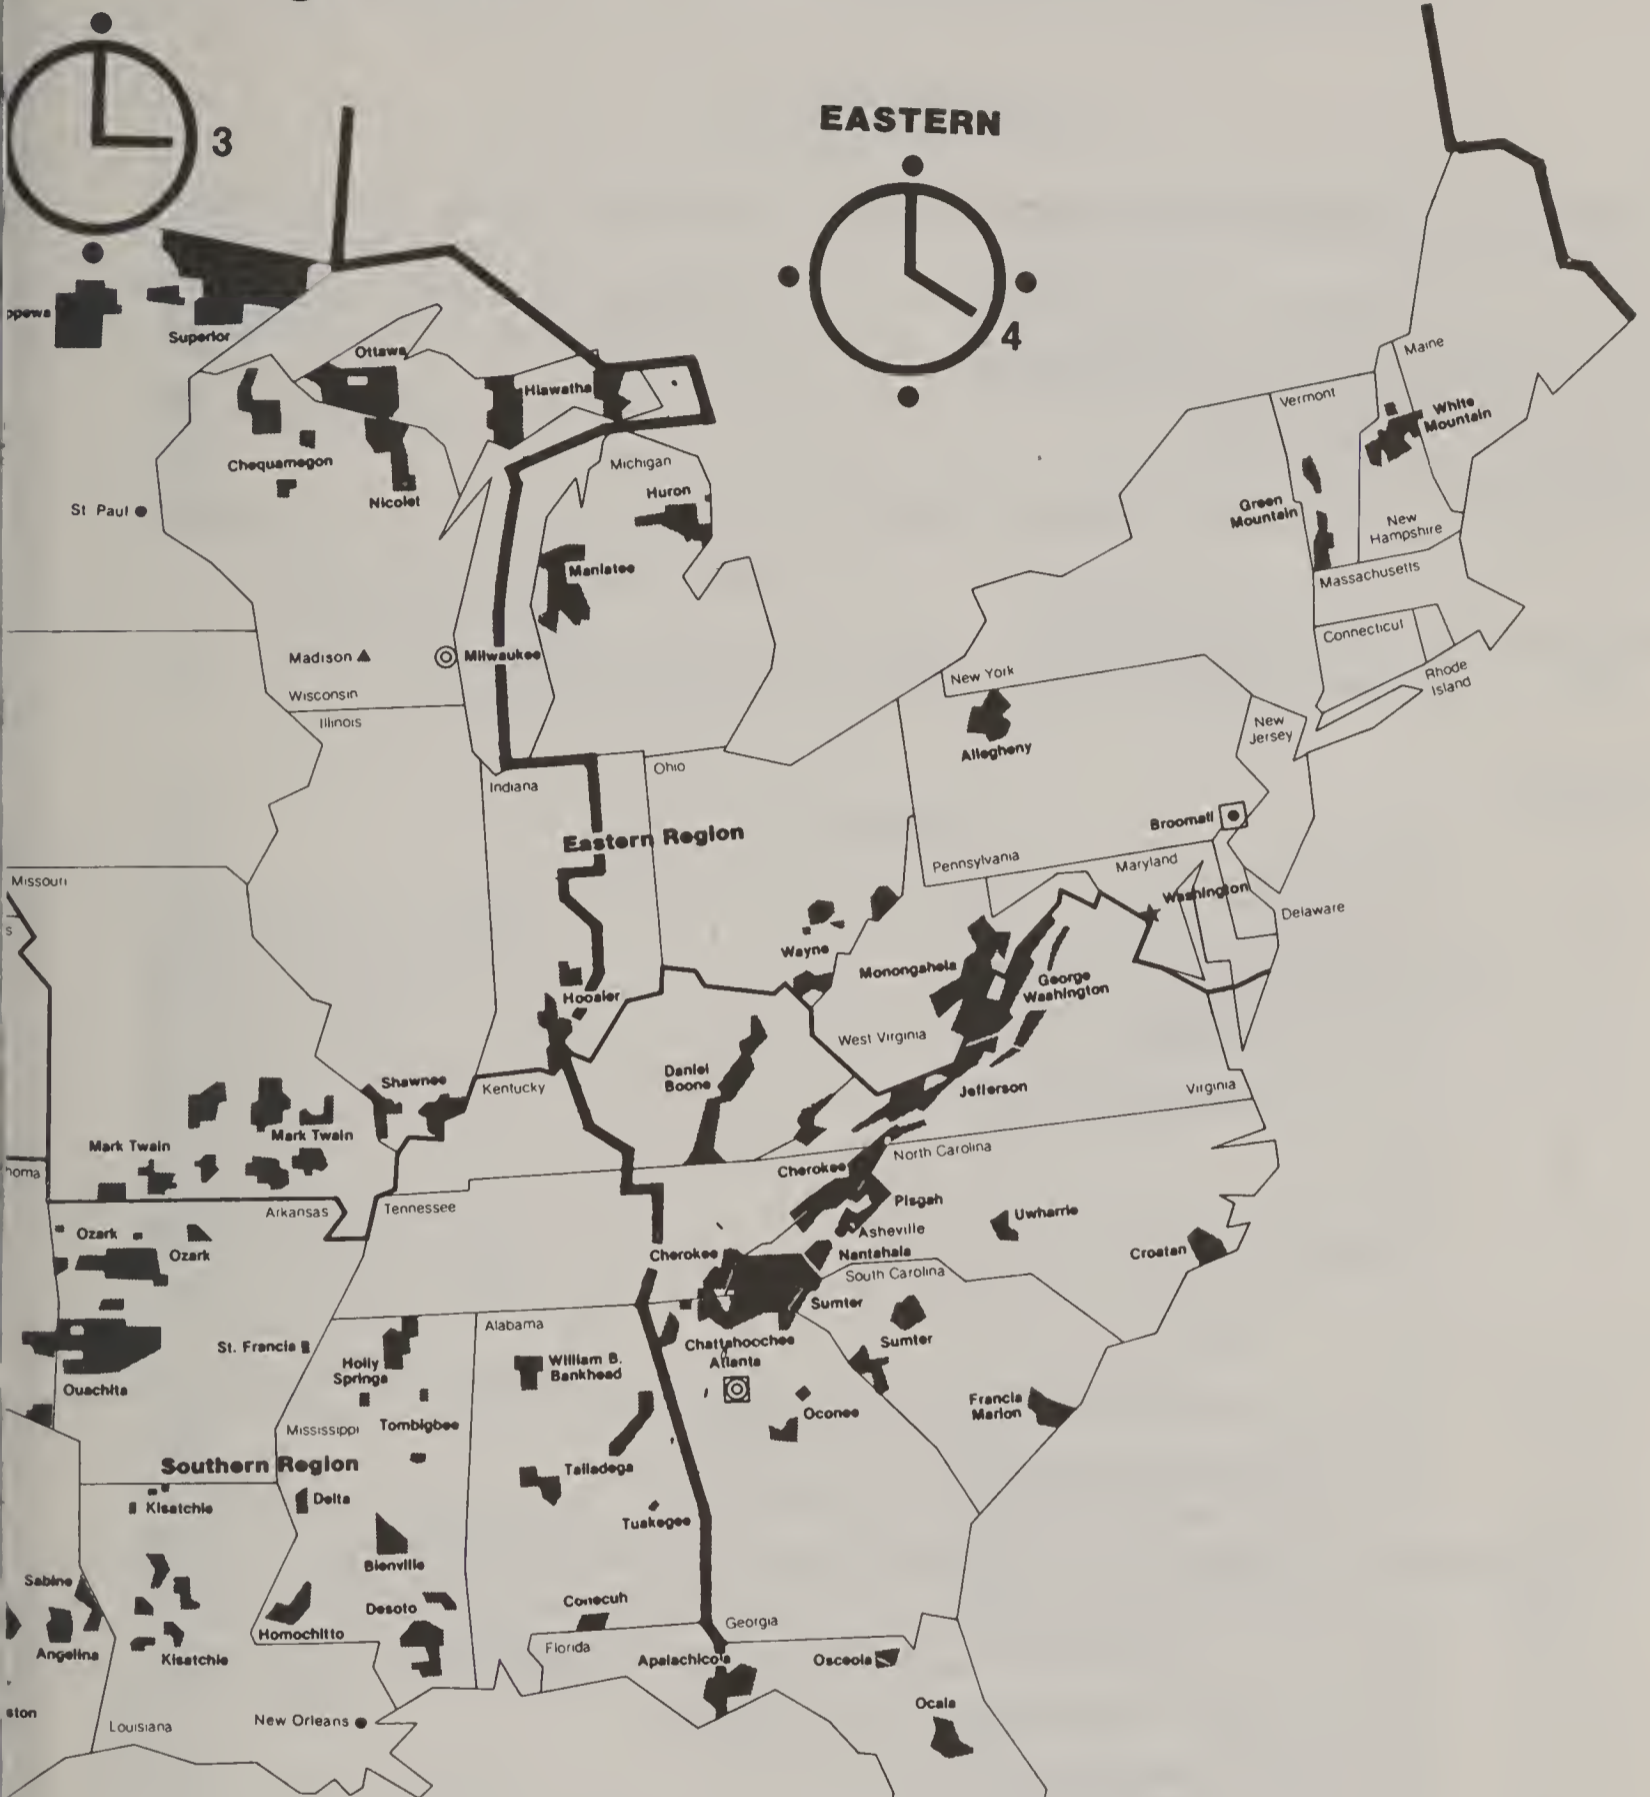 3
EASTERN
4
Superior
Ottawa
Hiawatha
Chequamegon
Nicolet
Michigan
Huron
St Paul
Manistee
Madison
Milwaukee
Wisconsin
Illinois
Maine
Vermont
White
Mountain
Green
Mountain
New
Hampshire
Massachusetts
Connecticut
Rhode
Island
New York
Allegheny
New
Jersey
Indiana
Ohio
Eastern Region
Broomall
Pennsylvania
Maryland
Washington
Delaware
Missouri
Wayne
Monongahela
George
Washington
Hoosier
West Virginia
Daniel
Boone
Shawnee
Kentucky
Jefferson
Virginia
Mark Twain
Mark Twain
North Carolina
Cherokee
Pisgah
Arkansas
Tennessee
Uwharrie
Asheville
Ozark
Ozark
Cherokee
Nantahala
Croatan
South Carolina
Sumter
Alabama
Chattahoochee
Sumter
St. Francis
Holly
Springs
William B.
Bankhead
Atlanta
Ouachita
Francis
Marion
Oconee
Mississippi
Tombigbee
Southern Region
Talladega
Kisatchie
Delta
Tuskegee
Bienville
Sabine
Conecuh
Desoto
Homochitto
Georgia
Florida
Angelina
Kisatchie
Apalachicola
Osceola
Ocala
Louisiana
New Orleans